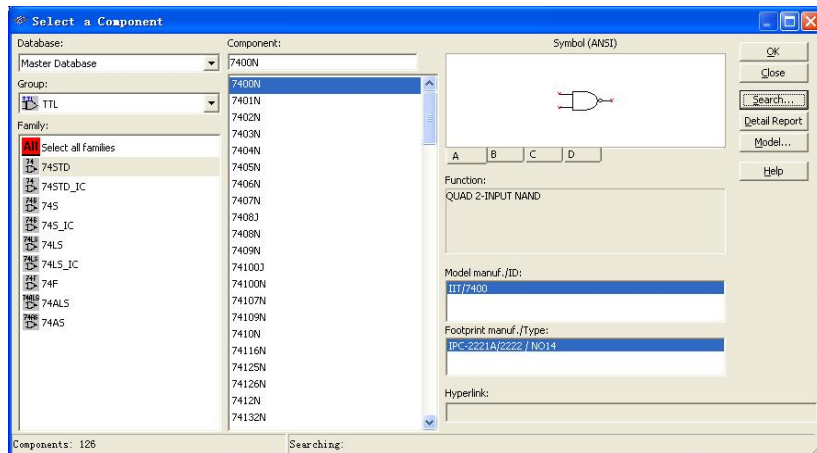 Select a Component
Database:
Master Database
Group:
TTL
Family:
All Select all families
74STD
74STD_IC
74S
74S_IC
74LS
74LS_IC
74F
74ALS
74AS
Component:
7400N
7400N
7401N
7402N
7403N
7404N
7405N
7406N
7407N
7408J
7408N
7409N
74100J
74100N
74107N
74109N
7410N
74116N
74125N
74126N
7412N
74132N
Symbol (ANSI)
A B C D
Function:
QUAD 2-INPUT NAND
Model manuf./ID:
IIT/7400
Footprint manuf./Type:
IPC-2221A/2222 / NO14
Hyperlink:
OK
Close
Search...
Detail Report
Model...
Help
Components: 126
Searching: